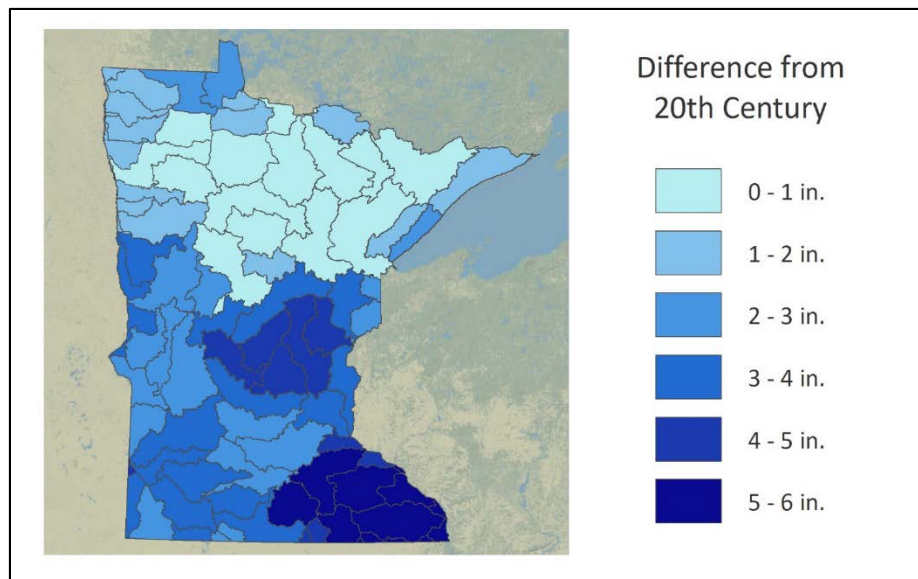 Difference from
20th Century
0 - 1 in.
1 - 2 in.
2 - 3 in.
3 - 4 in.
4 - 5 in.
5 - 6 in.